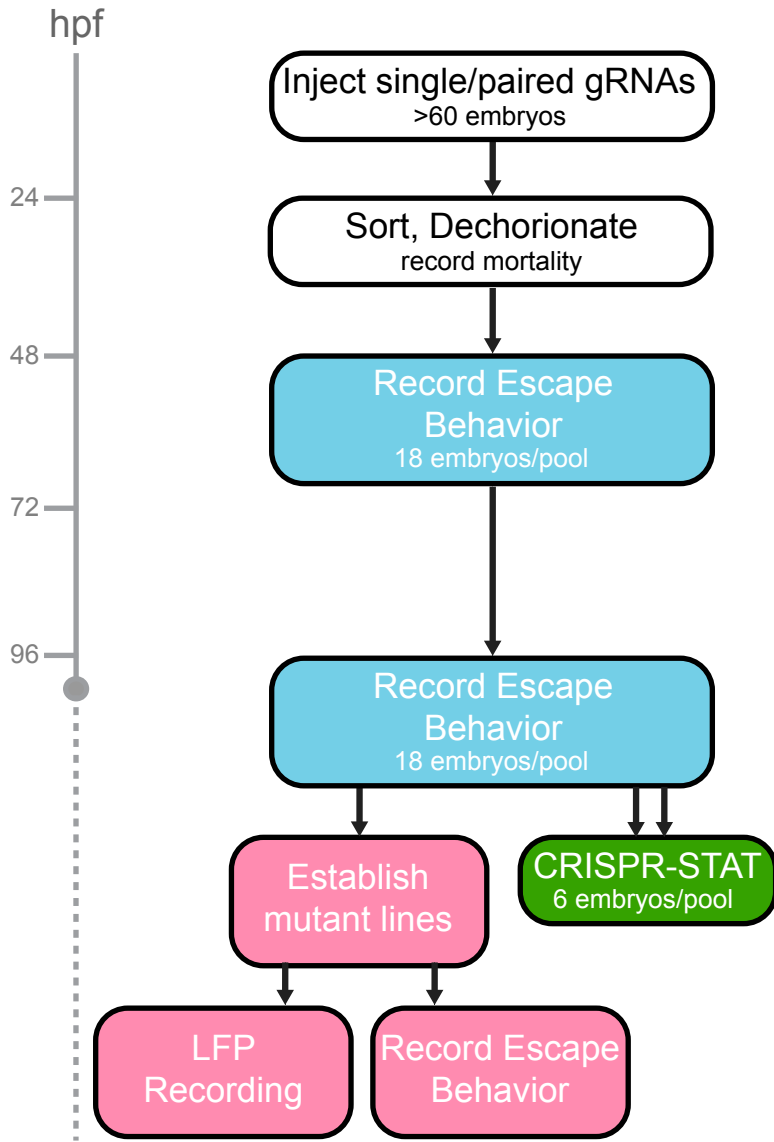 hpf
Inject single/paired gRNAs
>60 embryos
24
Sort, Dechorionate
record mortality
48
Record Escape
Behavior
18 embryos/pool
72
96
Record Escape
Behavior
18 embryos/pool
Establish
mutant lines
CRISPR-STAT
6 embryos/pool
LFP
Recording
Record Escape
Behavior